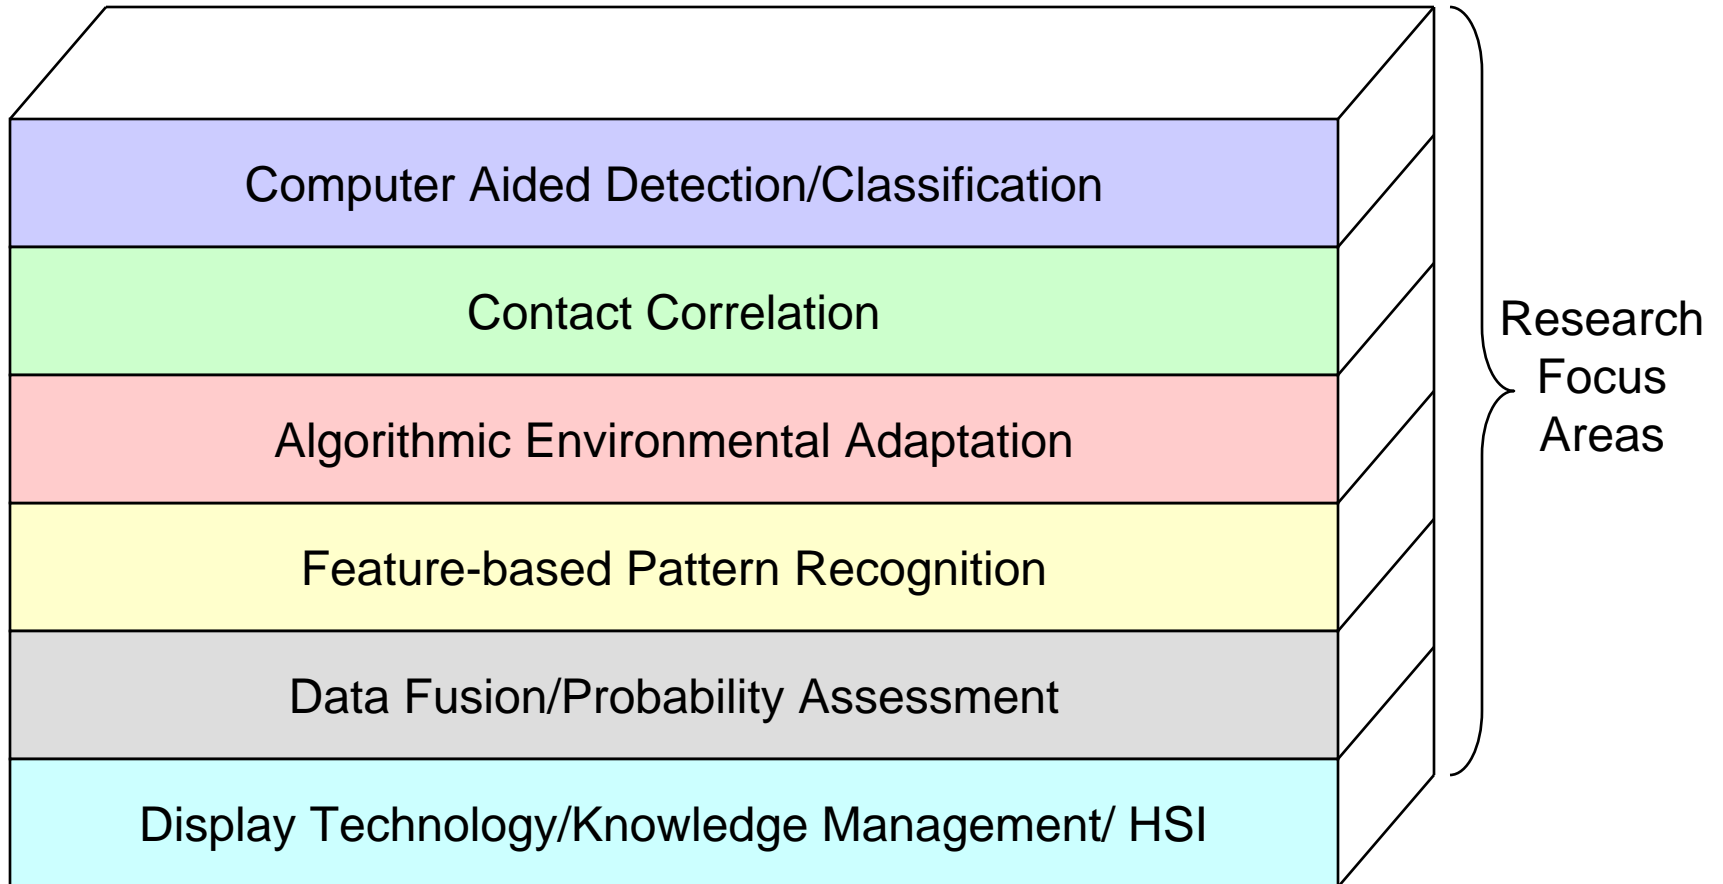 Computer Aided Detection/Classification
Contact Correlation
Algorithmic Environmental Adaptation
Feature-based Pattern Recognition
Data Fusion/Probability Assessment
Display Technology/Knowledge Management/ HSI
Research
Focus
Areas